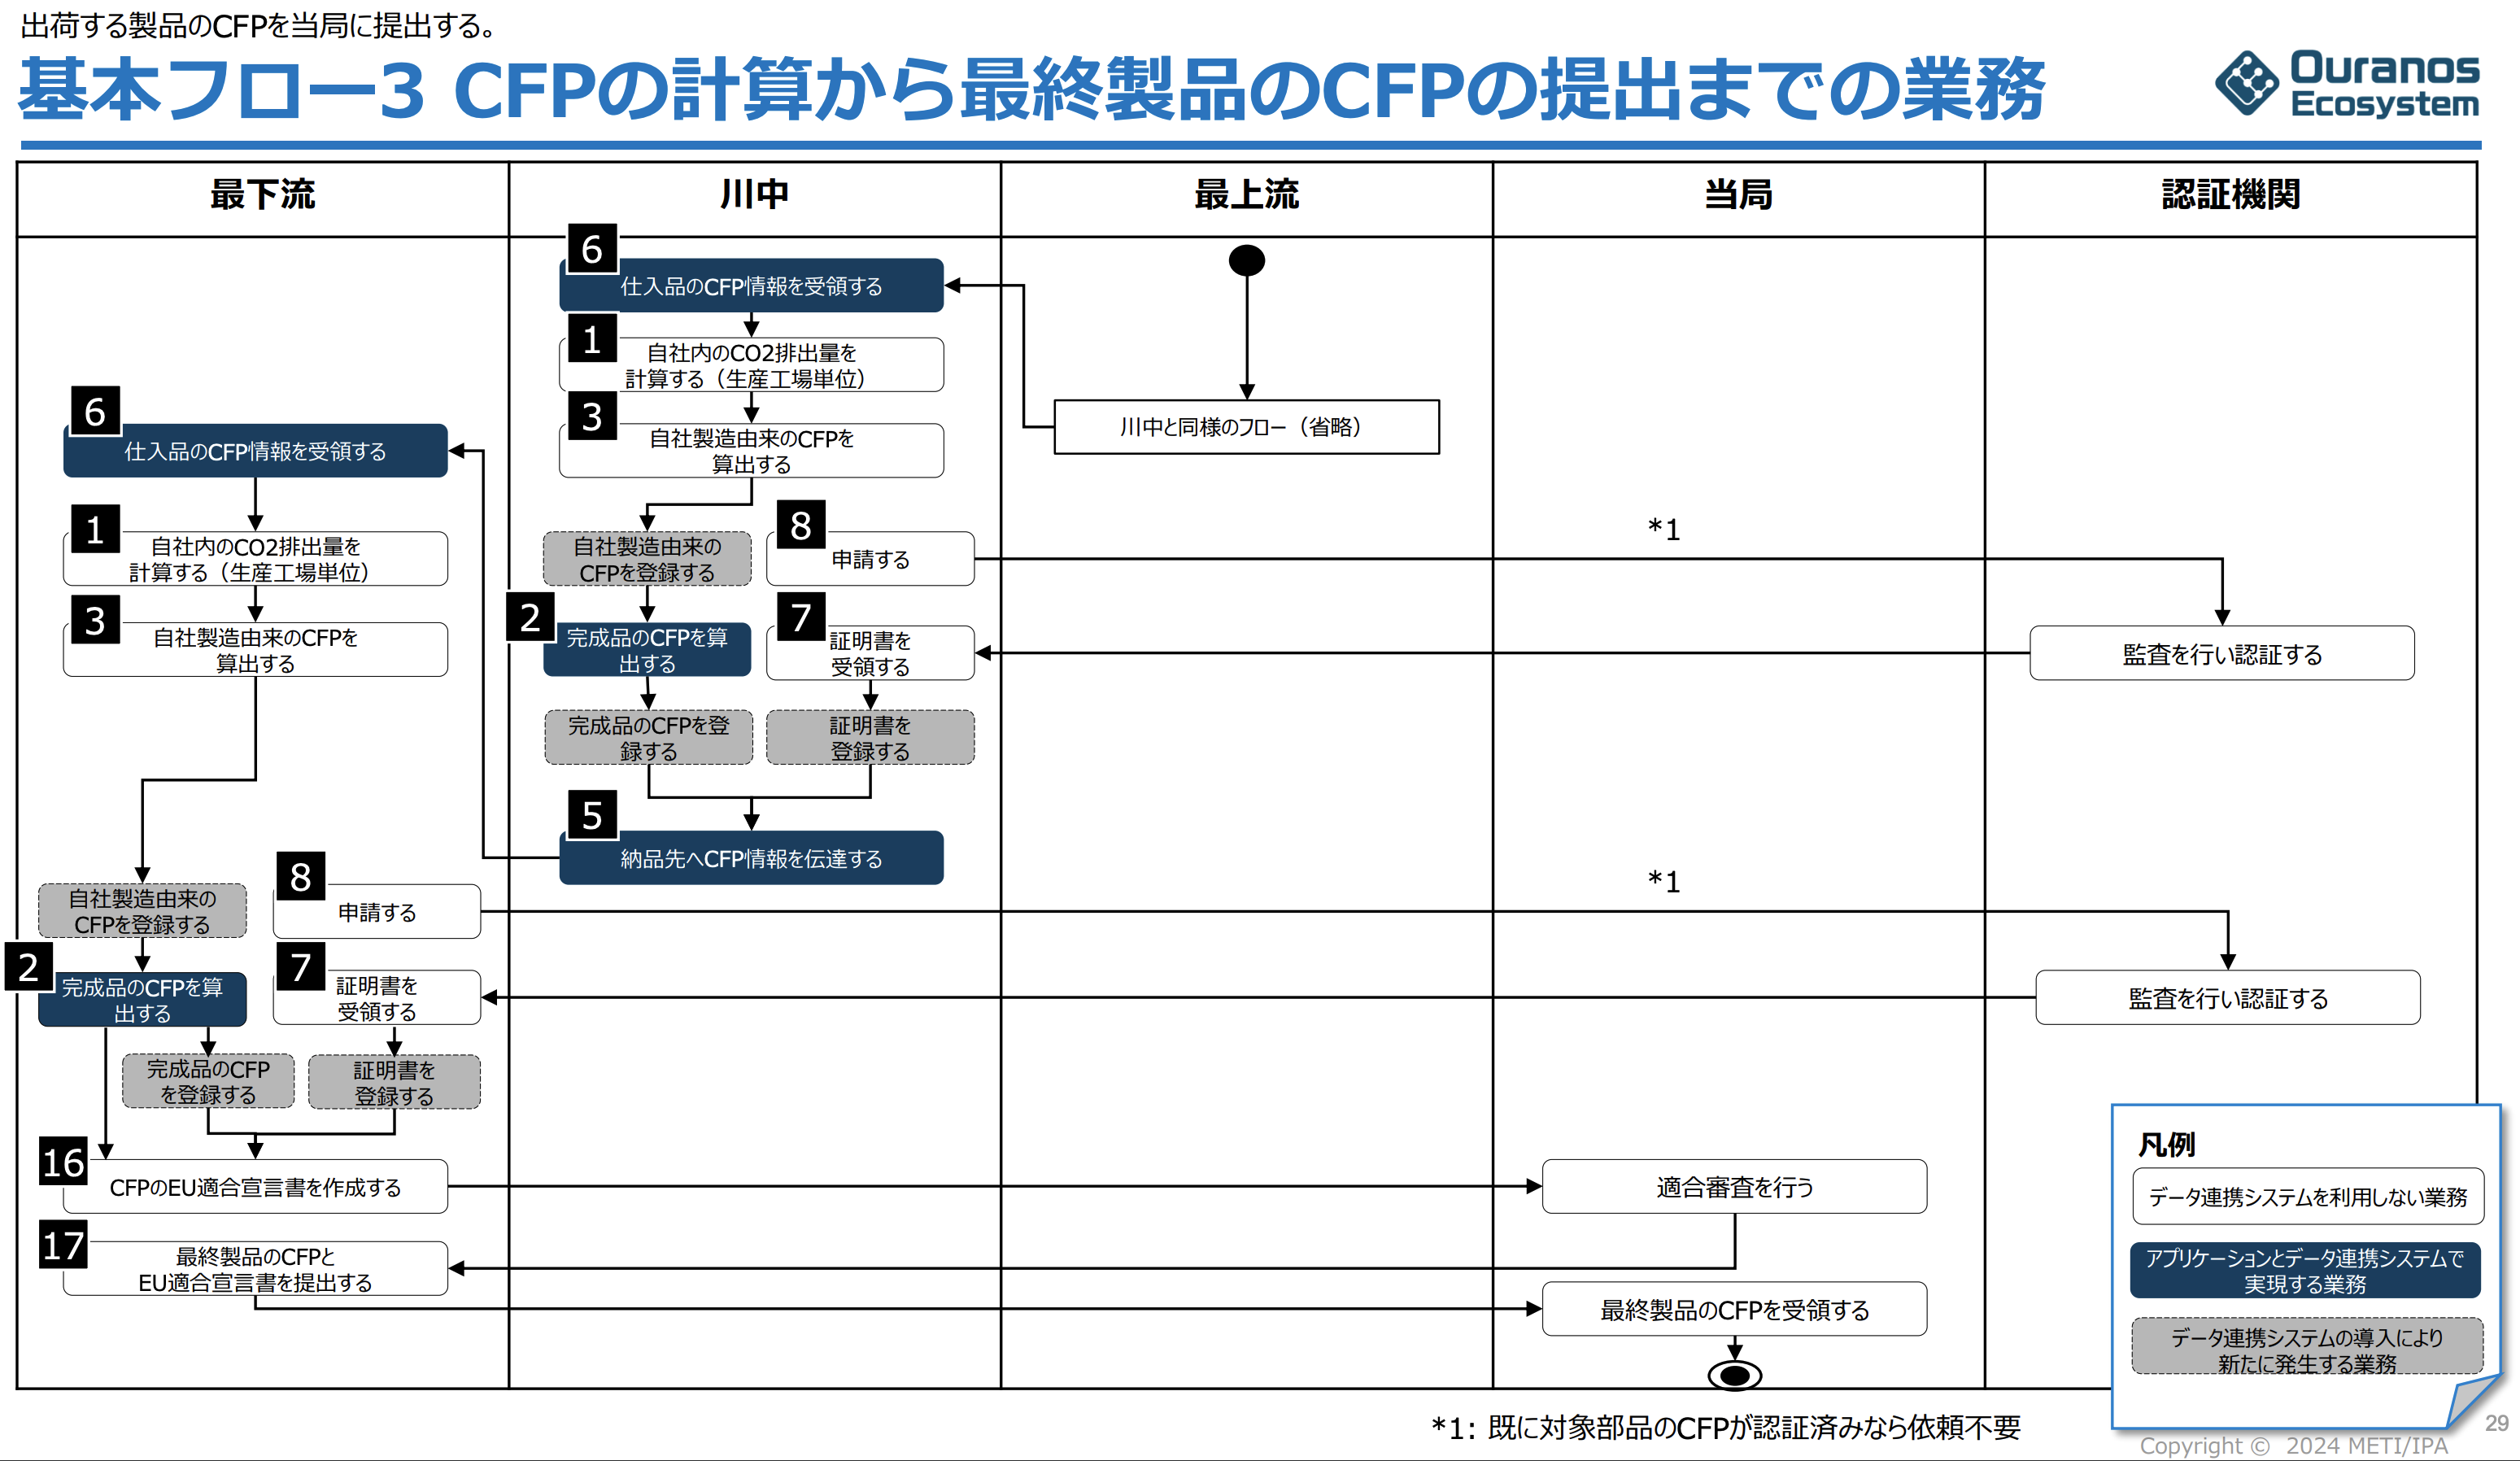 出荷する製品のCFPを当局に提出する。
基本フロー3 CFPの計算から最終製品のCFPの提出までの業務
Ouranos
Ecosystem
最下流
川中
最上流
当局
認証機関
6
仕入品のCFP情報を受領する
1
自社内のCO2排出量を
計算する（生産工場単位）
3
自社製造由来のCFPを
算出する
川中と同様のフロー（省略）
6
仕入品のCFP情報を受領する
1
自社内のCO2排出量を
計算する（生産工場単位）
3
自社製造由来のCFPを
算出する
自社製造由来の
CFPを登録する
8
申請する
*1
2
完成品のCFPを算
出する
7
証明書を
受領する
監査を行い認証する
完成品のCFPを登
録する
証明書を
登録する
5
納品先へCFP情報を伝達する
自社製造由来の
CFPを登録する
8
申請する
*1
2
完成品のCFPを算
出する
7
証明書を
受領する
監査を行い認証する
完成品のCFP
を登録する
証明書を
登録する
16
CFPのEU適合宣言書を作成する
適合審査を行う
17
最終製品のCFPと
EU適合宣言書を提出する
最終製品のCFPを受領する
凡例
データ連携システムを利用しない業務
アプリケーションとデータ連携システムで
実現する業務
データ連携システムの導入により
新たに発生する業務
*1: 既に対象部品のCFPが認証済みなら依頼不要
29
Copyright © 2024 METI/IPA